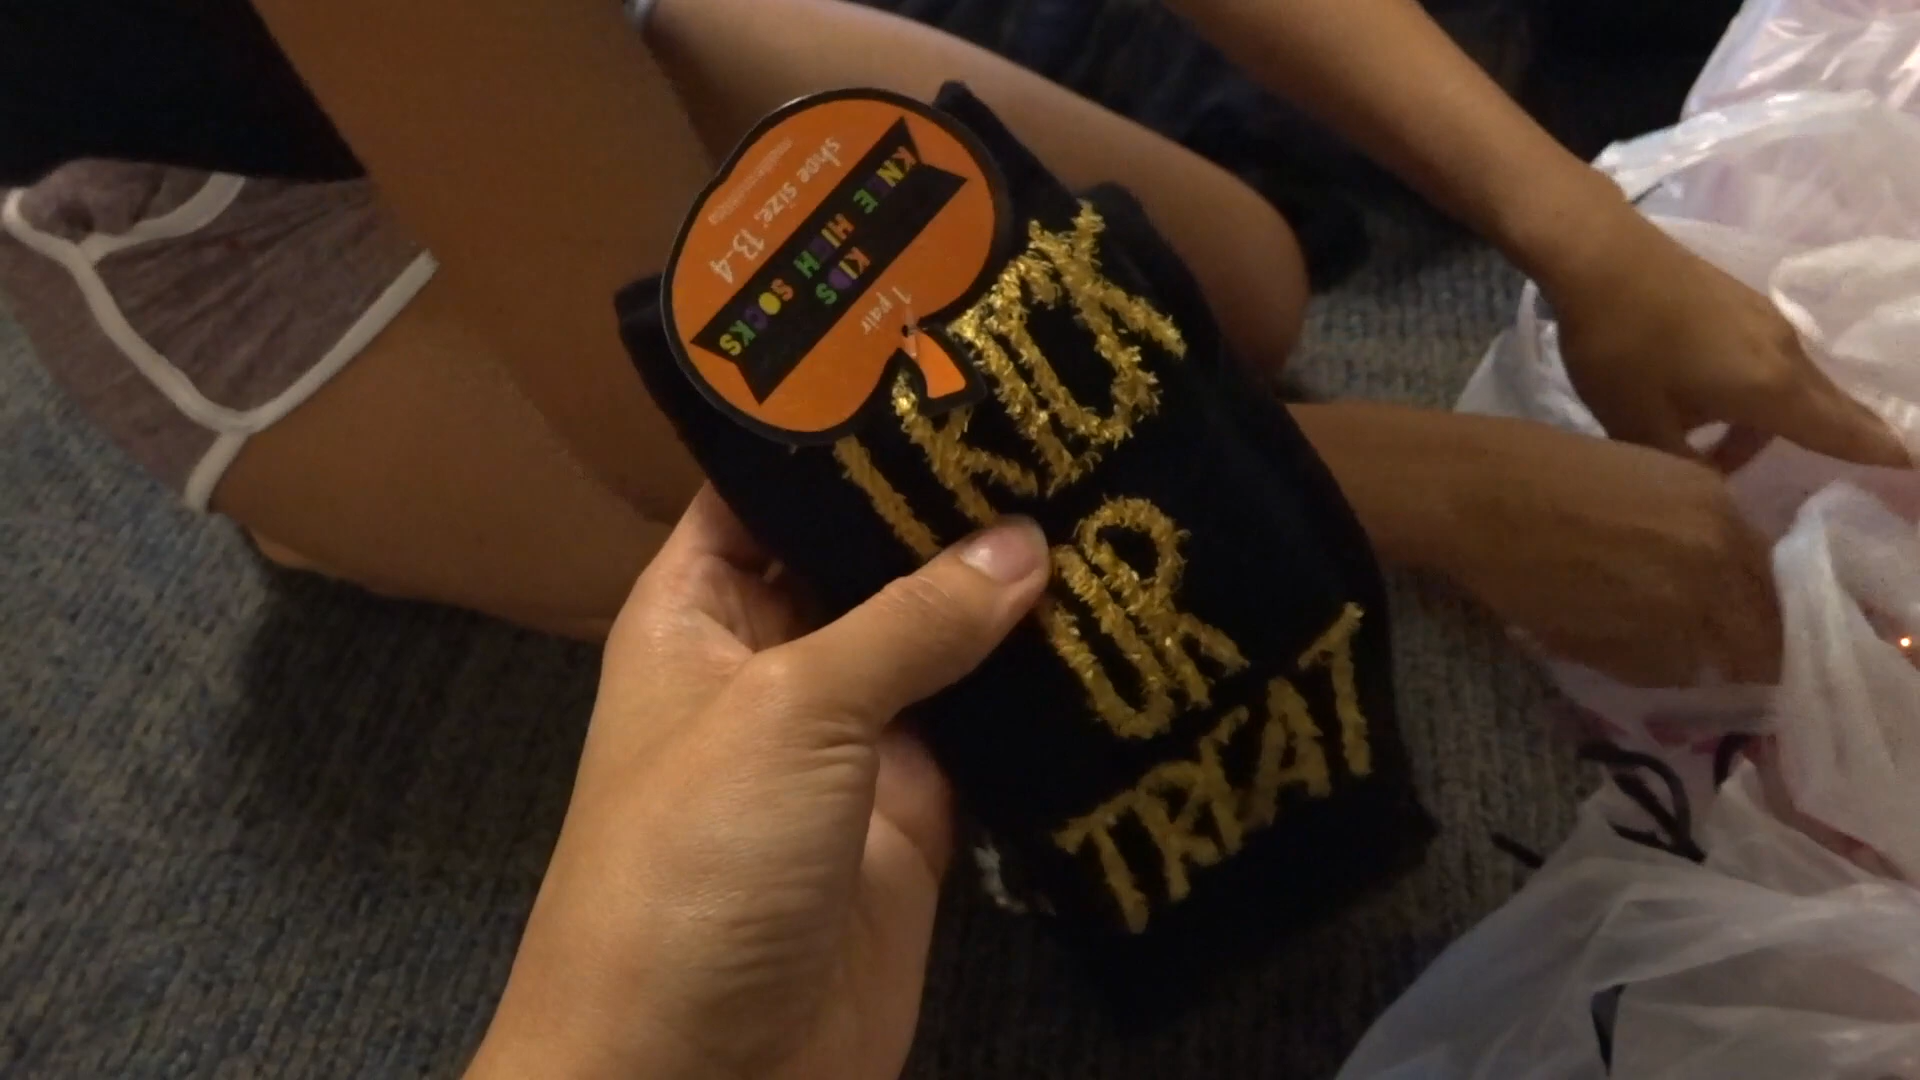 KIDS
KNEE HIGH SOCKS
shoe size: 13-4
1 pair
TRICK
OR
TREAT